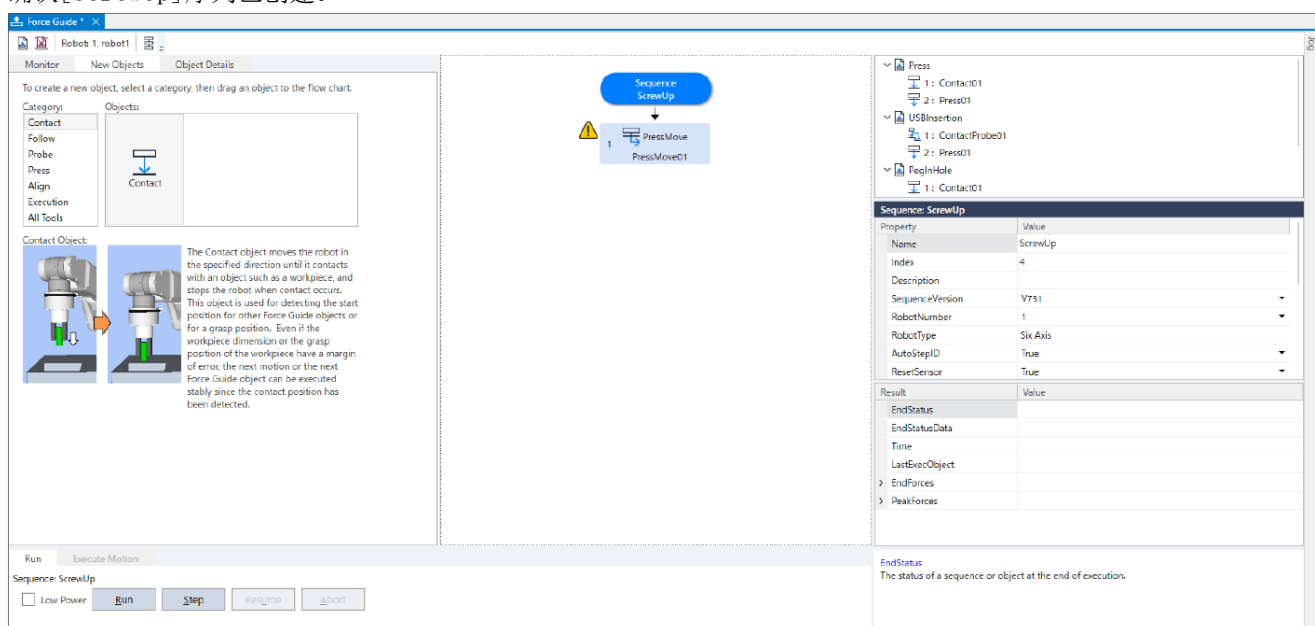 确认[ScrewUp]序列已创建。
Force Guide *
Robot: 1, robot1
Jog
Monitor New Objects Object Details
To create a new object, select a category, then drag an object to the flow chart.
Category: Objects:
Contact
Follow
Probe
Press
Align
Execution
All Tools
Contact
Contact Object:
The Contact object moves the robot in
the specified direction until it contacts
with an object such as a workpiece, and
stops the robot when contact occurs.
This object is used for detecting the start
position for other Force Guide objects or
for a grasp position. Even if the
workpiece dimension or the grasp
position of the workpiece have a margin
of error, the next motion or the next
Force Guide object can be executed
stably since the contact position has
been detected.
Sequence
ScrewUp
1 PressMove
PressMove01
Press
1 : Contact01
2 : Press01
USBInsertion
1 : ContactProbe01
2 : Press01
PegInHole
1 : Contact01
Sequence: ScrewUp
Property Value
Name ScrewUp
Index 4
Description
SequenceVersion V751
RobotNumber 1
RobotType Six Axis
AutoStepID True
ResetSensor True
Result Value
EndStatus
EndStatusData
Time
LastExecObject
EndForces
PeakForces
EndStatus
The status of a sequence or object at the end of execution.
Run Execute Motion
Sequence: ScrewUp
Low Power Run Step Resume Abort